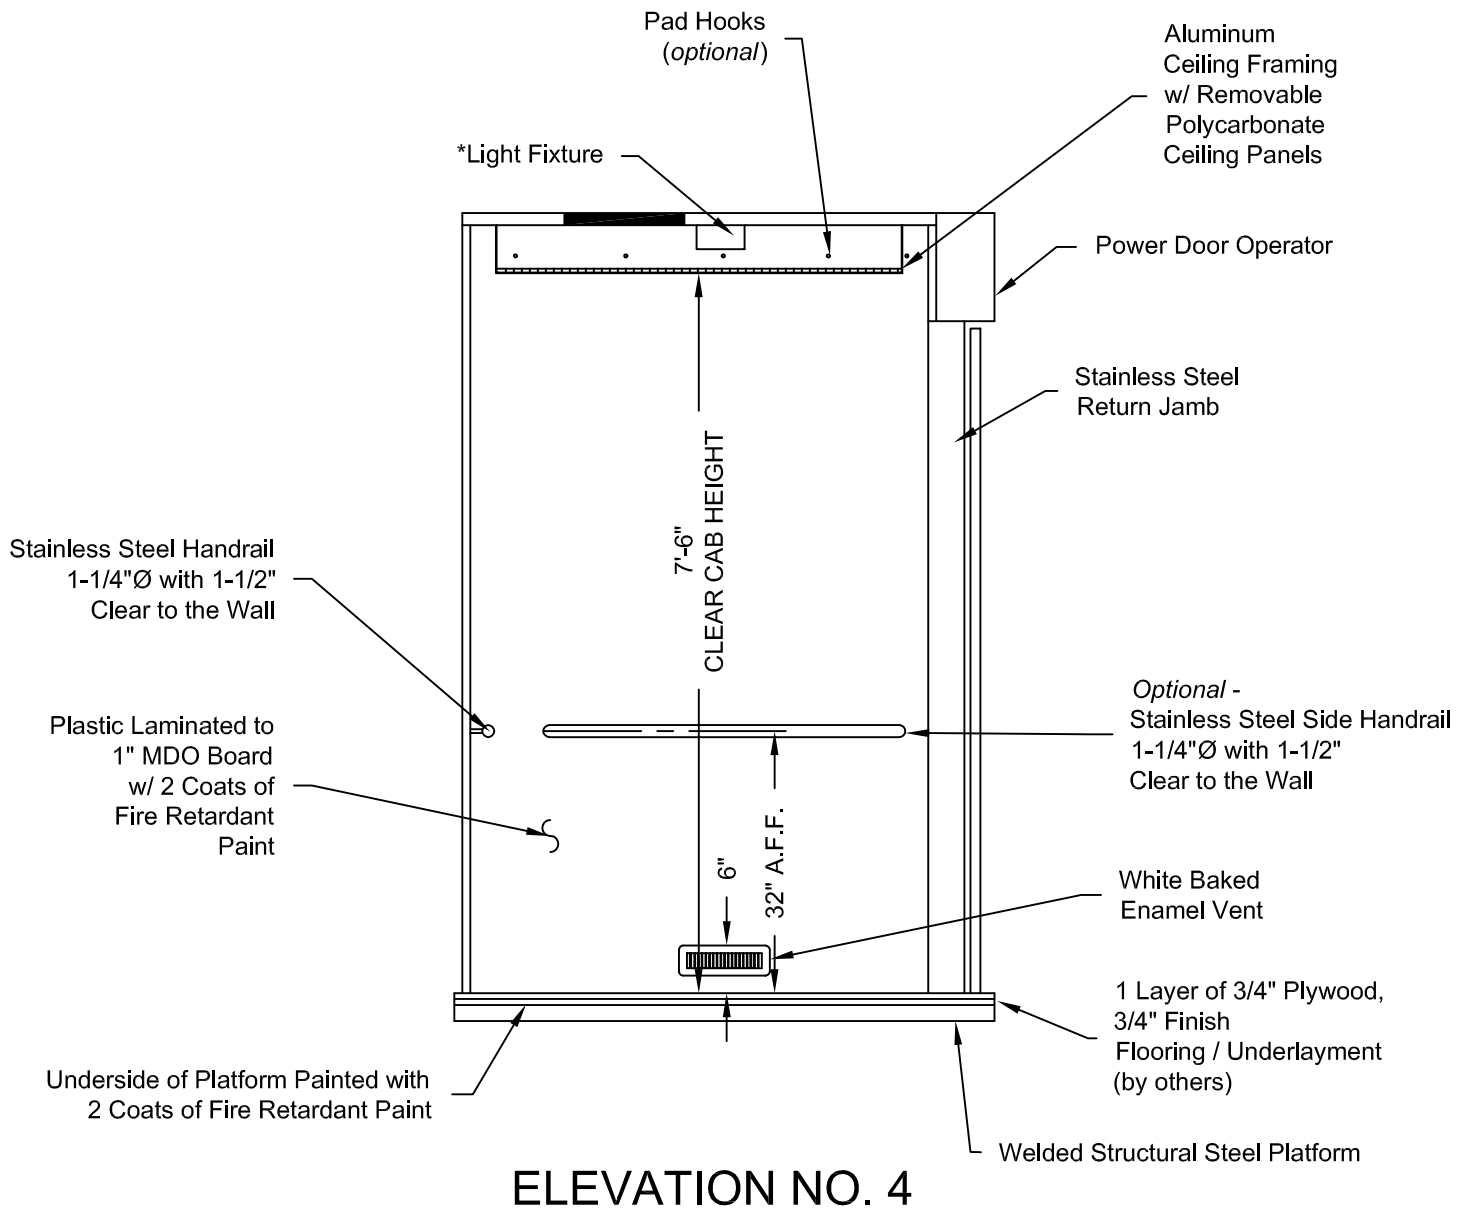 Pad Hooks
(optional)
Aluminum
Ceiling Framing
w/ Removable
Polycarbonate
Ceiling Panels
*Light Fixture
Power Door Operator
Stainless Steel
Return Jamb
7'-6"
CLEAR CAB HEIGHT
Stainless Steel Handrail
1-1/4"Ø with 1-1/2"
Clear to the Wall
Optional -
Stainless Steel Side Handrail
1-1/4"Ø with 1-1/2"
Clear to the Wall
Plastic Laminated to
1" MDO Board
w/ 2 Coats of
Fire Retardant
Paint
6"
32" A.F.F.
White Baked
Enamel Vent
1 Layer of 3/4" Plywood,
3/4" Finish
Flooring / Underlayment
(by others)
Underside of Platform Painted with
2 Coats of Fire Retardant Paint
Welded Structural Steel Platform
ELEVATION NO. 4